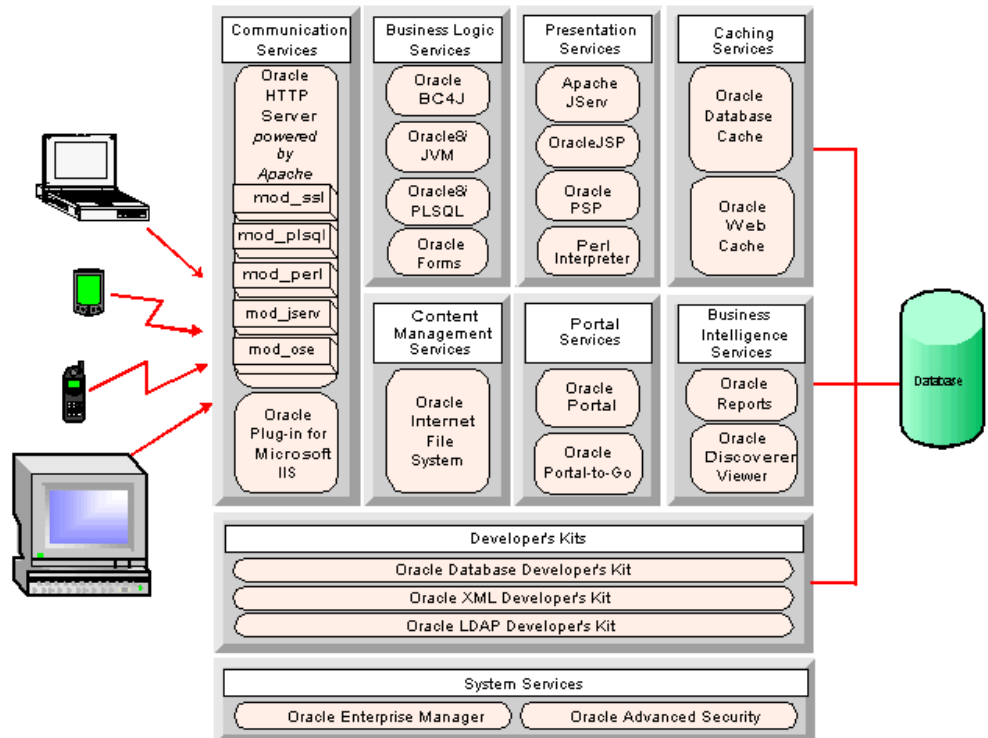 Communication
Services
Oracle
HTTP
Server
powered
by
Apache
mod_ssl
mod_plsql
mod_perl
mod_jserv
mod_ose
Oracle
Plug-in for
Microsoft
IIS
Business Logic
Services
Oracle
BC4J
Oracle8i
JVM
Oracle8i
PLSQL
Oracle
Forms
Presentation
Services
Apache
JServ
OracleJSP
Oracle
PSP
Perl
Interpreter
Caching
Services
Oracle
Database
Cache
Oracle
Web
Cache
Content
Management
Services
Oracle
Internet
File
System
Portal
Services
Oracle
Portal
Oracle
Portal-to-Go
Business
Intelligence
Services
Oracle
Reports
Oracle
Discoverer
Viewer
Database
Developer's Kits
Oracle Database Developer's Kit
Oracle XML Developer's Kit
Oracle LDAP Developer's Kit
System Services
Oracle Enterprise Manager
Oracle Advanced Security